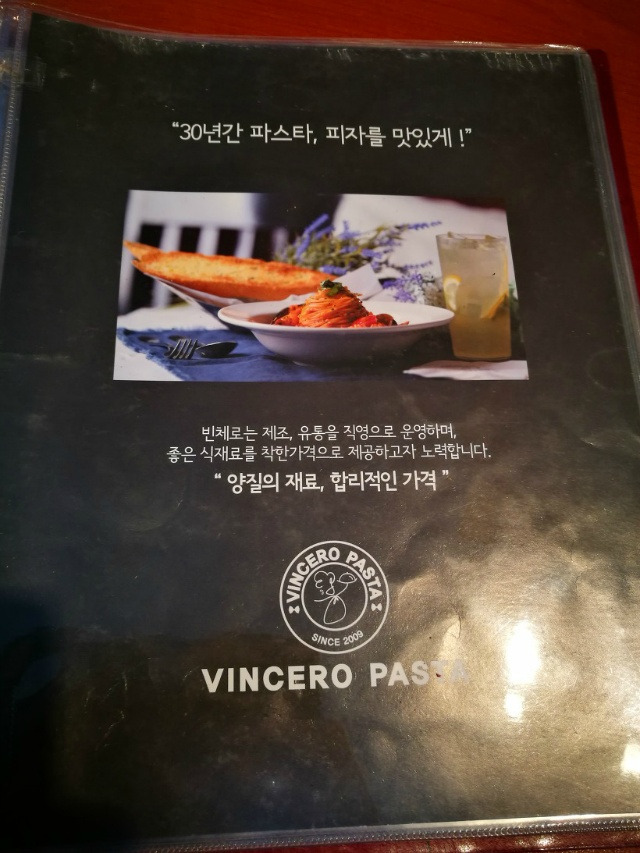 “30년간 파스타, 피자를 맛있게 !”
빈체로는 제조, 유통을 직영으로 운영하며,
좋은 식재료를 착한가격으로 제공하고자 노력합니다.
“ 양질의 재료, 합리적인 가격 ”
VINCERO PASTA
SINCE 2009
VINCERO PASTA